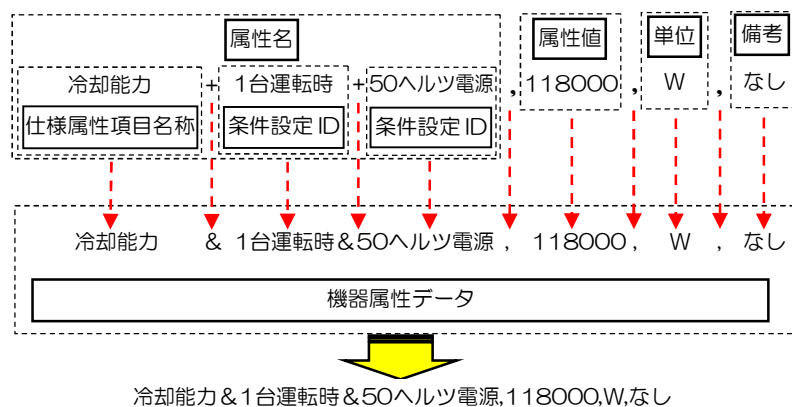 属性名 属性値 単位 備考
冷却能力 + 1台運転時 +50ヘルツ電源 , 118000 , W , なし
仕様属性項目名称 条件設定ID 条件設定ID
冷却能力 & 1台運転時&50ヘルツ電源 , 118000 , W , なし
機器属性データ
冷却能力&1台運転時&50ヘルツ電源,118000,W,なし